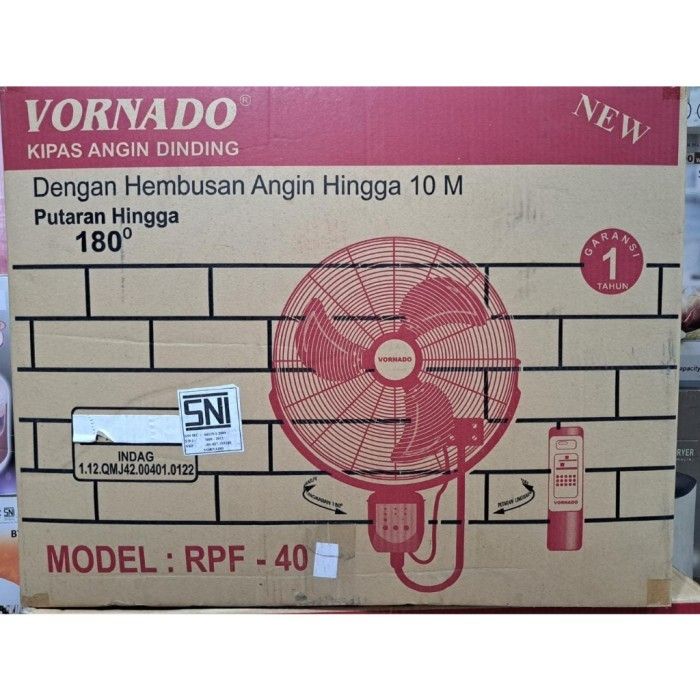 VORNADO®
KIPAS ANGIN DINDING
NEW
Dengan Hembusan Angin Hingga 10 M
Putaran Hingga
180⁰
GARANSI
1
TAHUN
VORNADO
SNI
INDAG
1.12.QMJ42.00401.0122
VORNADO
MODEL : RPF - 40